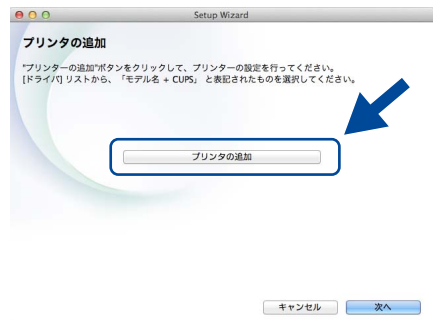 Setup Wizard
プリンタの追加
"プリンターの追加"ボタンをクリックして、プリンターの設定を行ってください。
[ドライバ] リストから、「モデル名 + CUPS」 と表記されたものを選択してください。
プリンタの追加
キャンセル
次へ